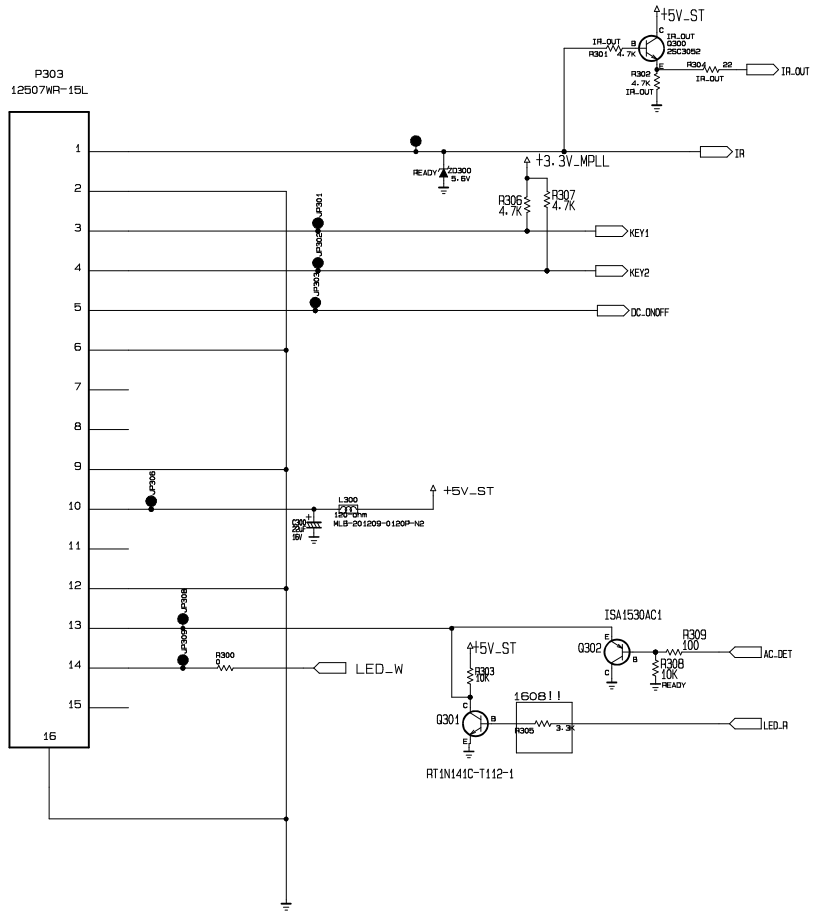 +5V_ST
C
IR_OUT
Q300
2SC3052
IR_OUT
B
R301 4.7K
E
R304 22
IR_OUT
IR_OUT
R302
4.7K
IR_OUT
P303
12507WR-15L
1
READY
ZD300
5.6V
IR
+3.3V_MPLL
2
JP301
R306
4.7K
R307
4.7K
3
KEY1
JP302
4
KEY2
JP303
5
DC_ONOFF
6
7
8
9
JP306
10
C300
22uF
16V
L300
120-ohm
MLB-201209-0120P-N2
+5V_ST
11
12
JP308
13
ISA1530AC1
E
Q302
B
C
R309
100
AC_DET
R308
10K
READY
JP309
14
R300
0
LED_W
+5V_ST
R303
10K
15
C
Q301
B
E
1608!!
R305
3.3K
LED_R
RT1N141C-T112-1
16